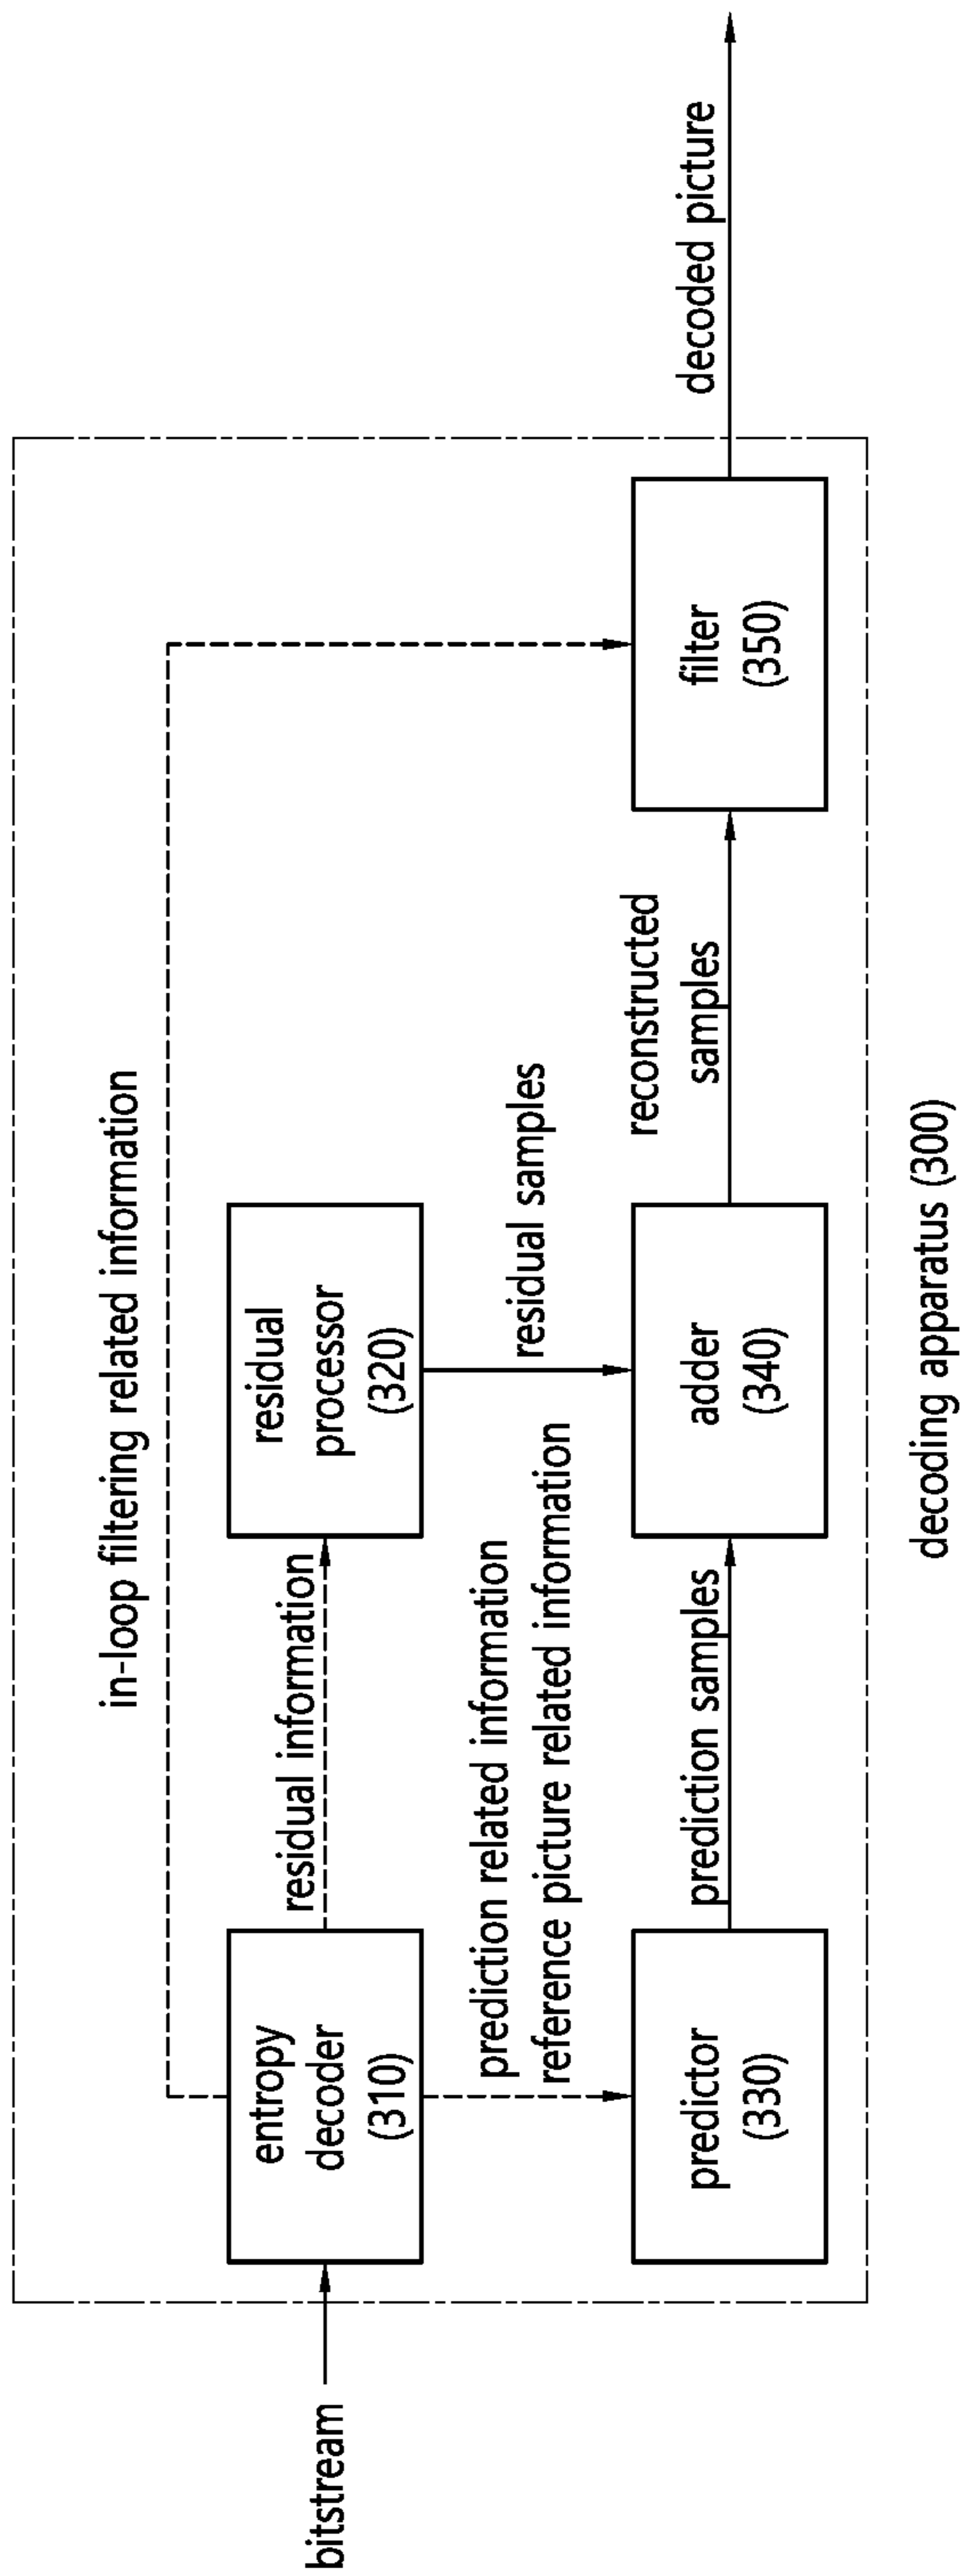 in-loop filtering related information
bitstream
entropy
decoder
(310)
residual information
residual
processor
(320)
prediction related information
reference picture related information
residual samples
predictor
(330)
prediction samples
adder
(340)
reconstructed
samples
filter
(350)
decoded picture
decoding apparatus (300)